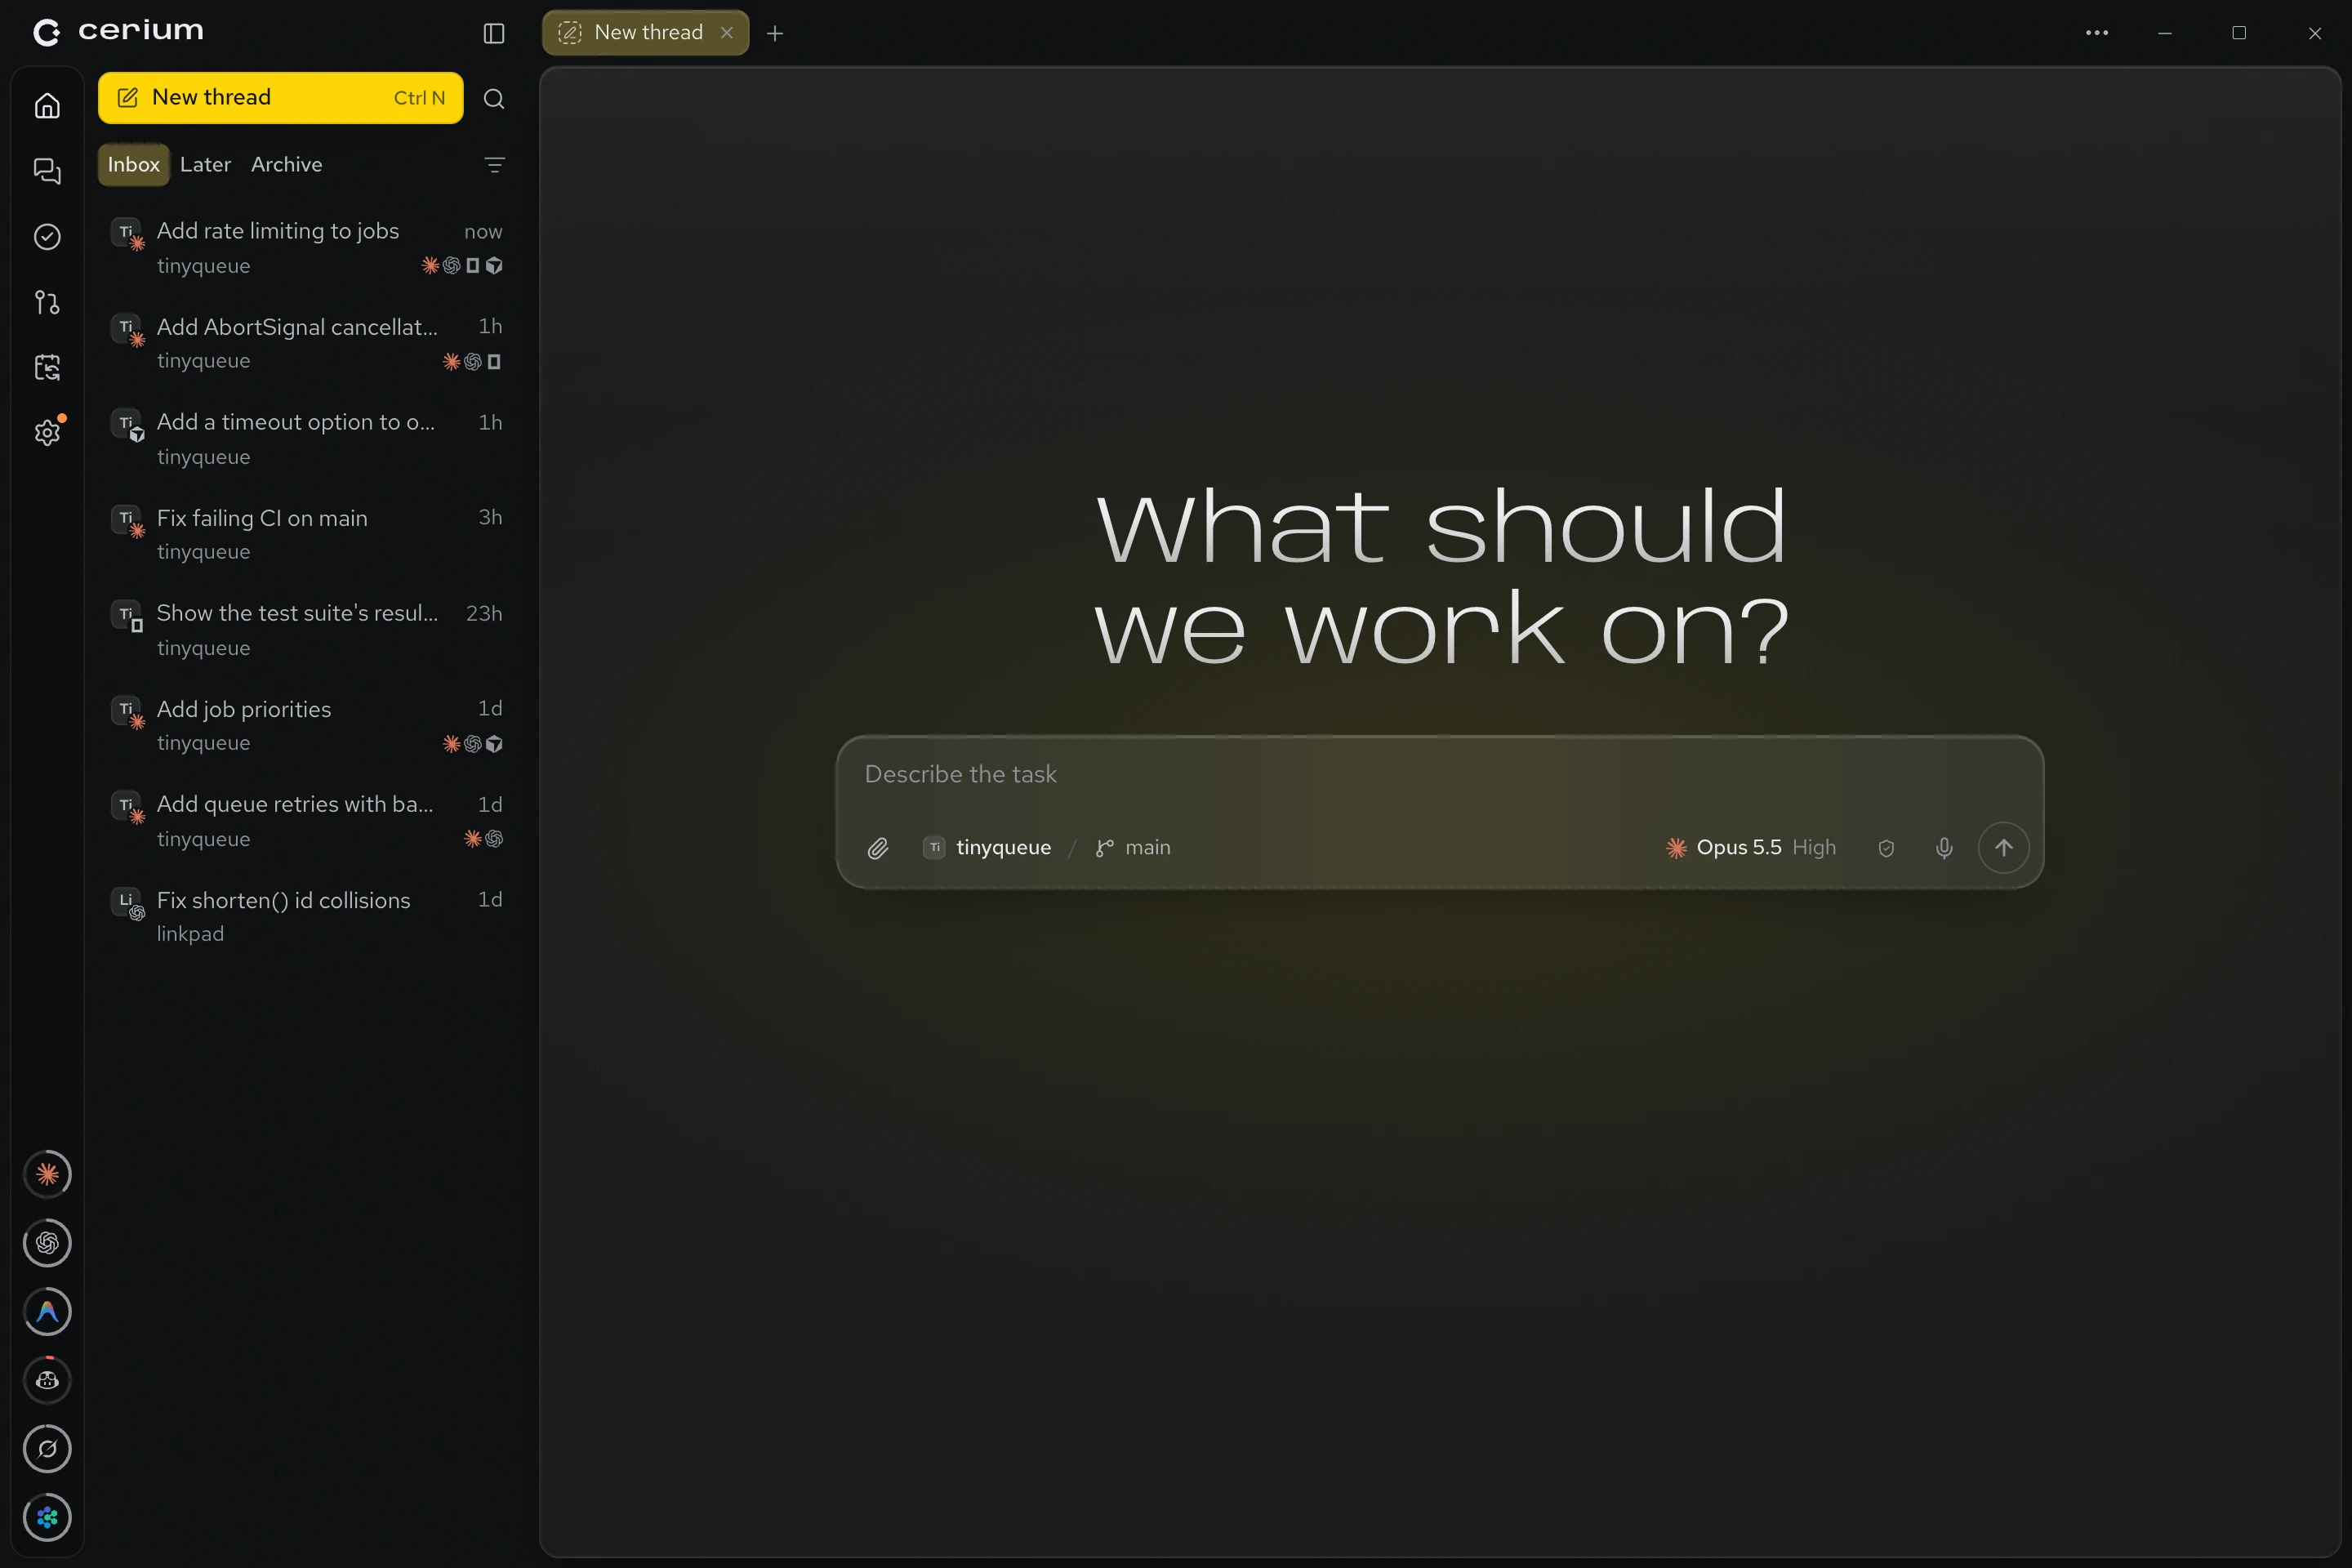 cerium
New thread
New thread Ctrl N
Inbox Later Archive
Ti Add rate limiting to jobs now
tinyqueue
Ti Add AbortSignal cancellat... 1h
tinyqueue
Ti Add a timeout option to o... 1h
tinyqueue
Ti Fix failing CI on main 3h
tinyqueue
Ti Show the test suite's resul... 23h
tinyqueue
Ti Add job priorities 1d
tinyqueue
Ti Add queue retries with ba... 1d
tinyqueue
Li Fix shorten() id collisions 1d
linkpad
What should
we work on?
Describe the task
Ti tinyqueue / main Opus 5.5 High